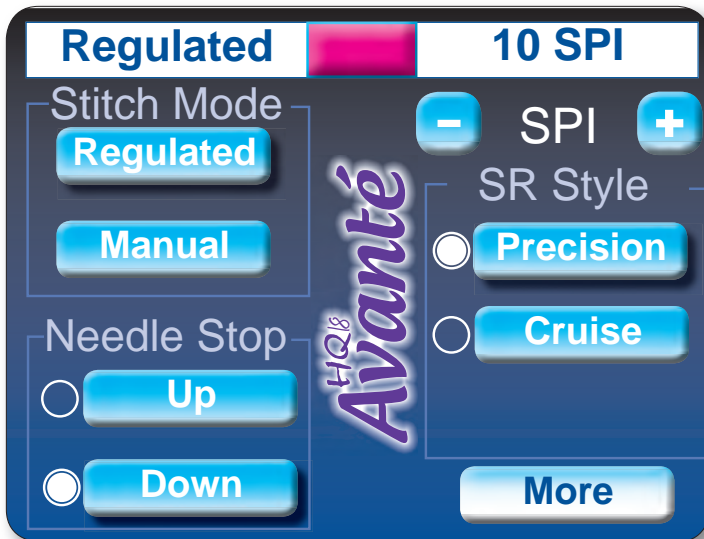 Regulated
10 SPI
Stitch Mode
Regulated
Manual
Needle Stop
Up
Down
HQ18
Avanté
- SPI +
SR Style
Precision
Cruise
More